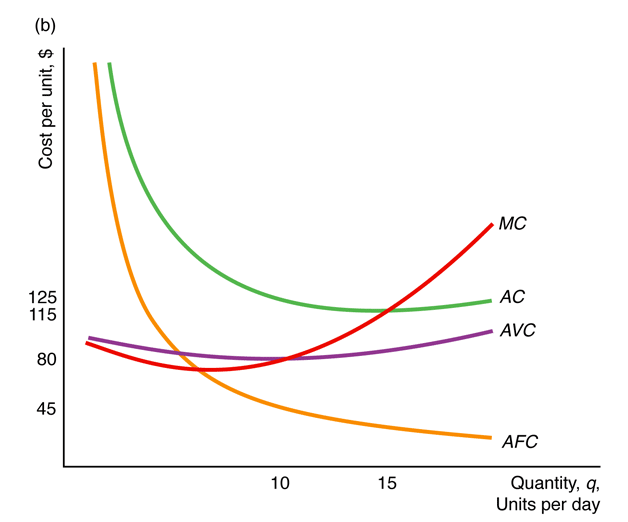 (b)
Cost per unit, $
MC
125
AC
115
AVC
80
45
AFC
10
15
Quantity, q,
Units per day